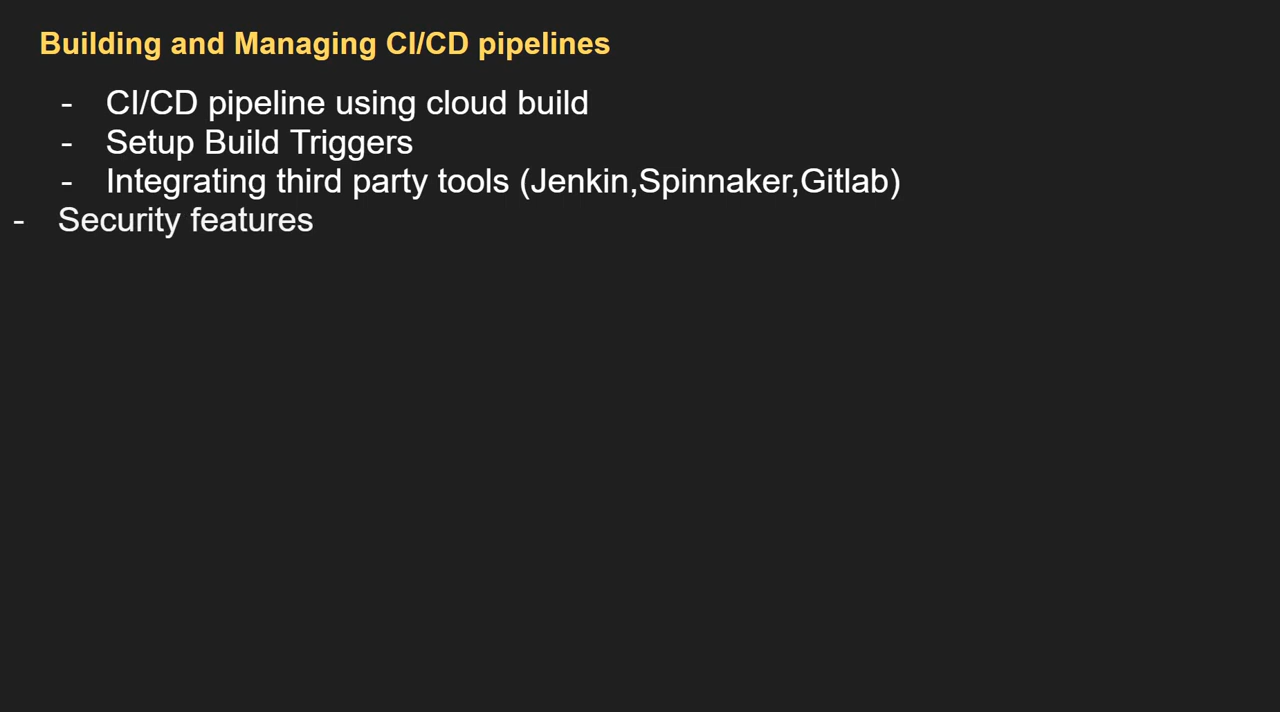 Building and Managing CI/CD pipelines
- CI/CD pipeline using cloud build
- Setup Build Triggers
- Integrating third party tools (Jenkin,Spinnaker,Gitlab)
- Security features